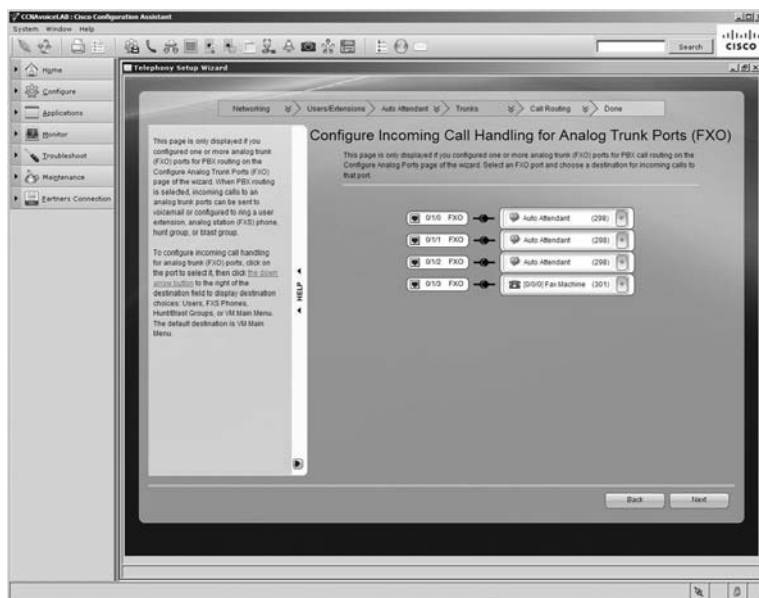 CCNAvoiceLAB : Cisco Configuration Assistant
System Window Help
Search
CISCO
Home
Configure
Applications
Monitor
Troubleshoot
Maintenance
Partners Connection
Telephony Setup Wizard
Networking Users/Extensions Auto Attendant Trunks Call Routing Done
This page is only displayed if you
configured one or more analog trunk
(FXO) ports for PBX routing on the
Configure Analog Trunk Ports (FXO)
page of the wizard. When PBX routing
is selected, incoming calls to an
analog trunk ports can be sent to
voicemail or configured to ring a user
extension, analog station (FXS) phone,
hunt group, or blast group.
To configure incoming call handling
for analog trunk (FXO) ports, click on
the port to select it, then click the down
arrow button to the right of the
destination field to display destination
choices: Users, FXS Phones,
Hunt/Blast Groups, or VM Main Menu.
The default destination is VM Main
Menu.
HELP
Configure Incoming Call Handling for Analog Trunk Ports (FXO)
This page is only displayed if you configured one or more analog trunk (FXO) ports for PBX call routing on the
Configure Analog Ports page of the wizard. Select an FXO port and choose a destination for incoming calls to
that port.
0/1/0 FXO Auto Attendant (298)
0/1/1 FXO Auto Attendant (298)
0/1/2 FXO Auto Attendant (298)
0/1/3 FXO [0/0/0] Fax Machine (301)
Back Next